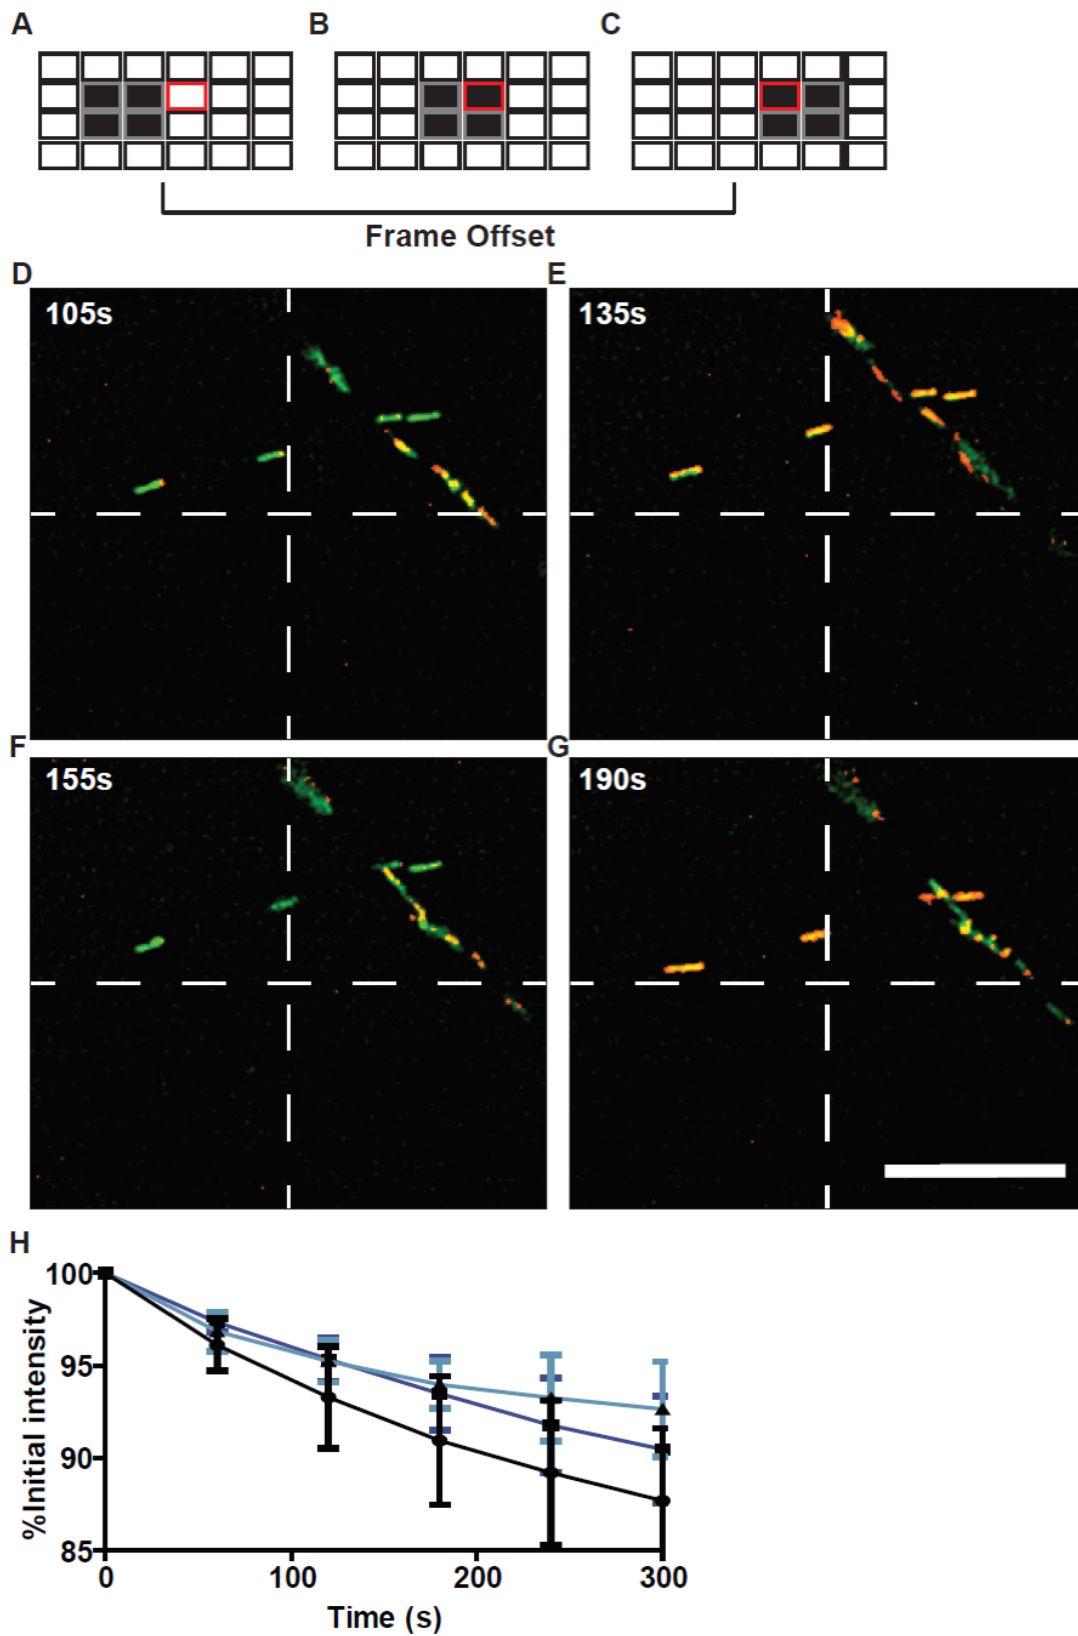 A B C
Frame Offset
D E
105s 135s
F G
155s 190s
H
100
95
90
85
%Initial intensity
0 100 200 300
Time (s)